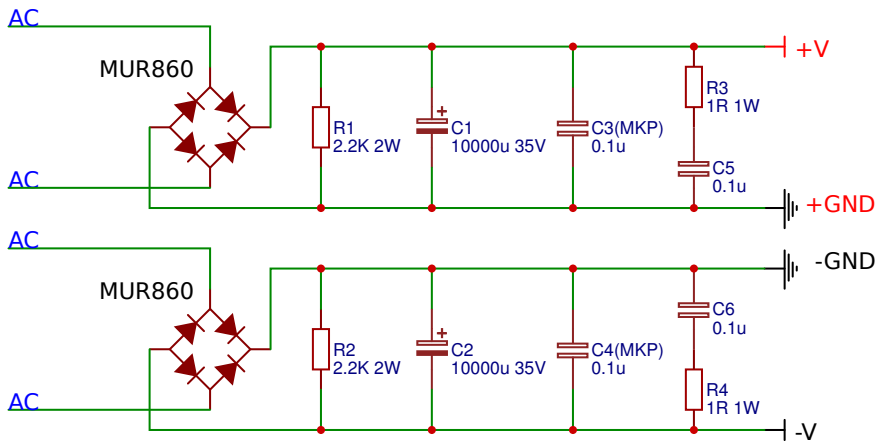 AC
MUR860
AC
R1
2.2K 2W
+
C1
10000u 35V
C3(MKP)
0.1u
R3
1R 1W
C5
0.1u
+V
+GND
AC
MUR860
AC
R2
2.2K 2W
+
C2
10000u 35V
C4(MKP)
0.1u
C6
0.1u
R4
1R 1W
-GND
-V